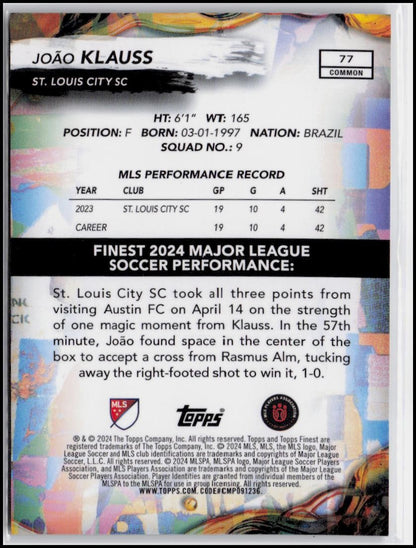 JOÃO KLAUSS
ST. LOUIS CITY SC
77
COMMON
HT: 6'1" WT: 165
POSITION: F BORN: 03-01-1997 NATION: BRAZIL
SQUAD NO.: 9
MLS PERFORMANCE RECORD
YEAR CLUB GP G A SHT
2023 ST. LOUIS CITY SC 19 10 4 42
CAREER 19 10 4 42
FINEST 2024 MAJOR LEAGUE
SOCCER PERFORMANCE:
St. Louis City SC took all three points from
visiting Austin FC on April 14 on the strength
of one magic moment from Klauss. In the 57th
minute, João found space in the center of the
box to accept a cross from Rasmus Alm, tucking
away the right-footed shot to win it, 1-0.
MLS
Topps
MLS PLAYERS ASSOCIATION
® & © 2024 The Topps Company, Inc. All rights reserved. Topps and Topps Finest are
registered trademarks of The Topps Company, Inc. © 2024 MLS, MLS, the MLS logo, Major
League Soccer and MLS club identifications are trademarks and copyrights of Major League
Soccer, L.L.C. All rights reserved. © 2024 MLSPA, MLSPA logo, Major League Soccer Players
Association, and MLS Players Association are trademarks and copyrights of Major League
Soccer Players Association. Player Identities are granted from individual members of the
MLSPA to the MLSPA for use in group licensing. All rights reserved.
WWW.TOPPS.COM. CODE#CMP091236.